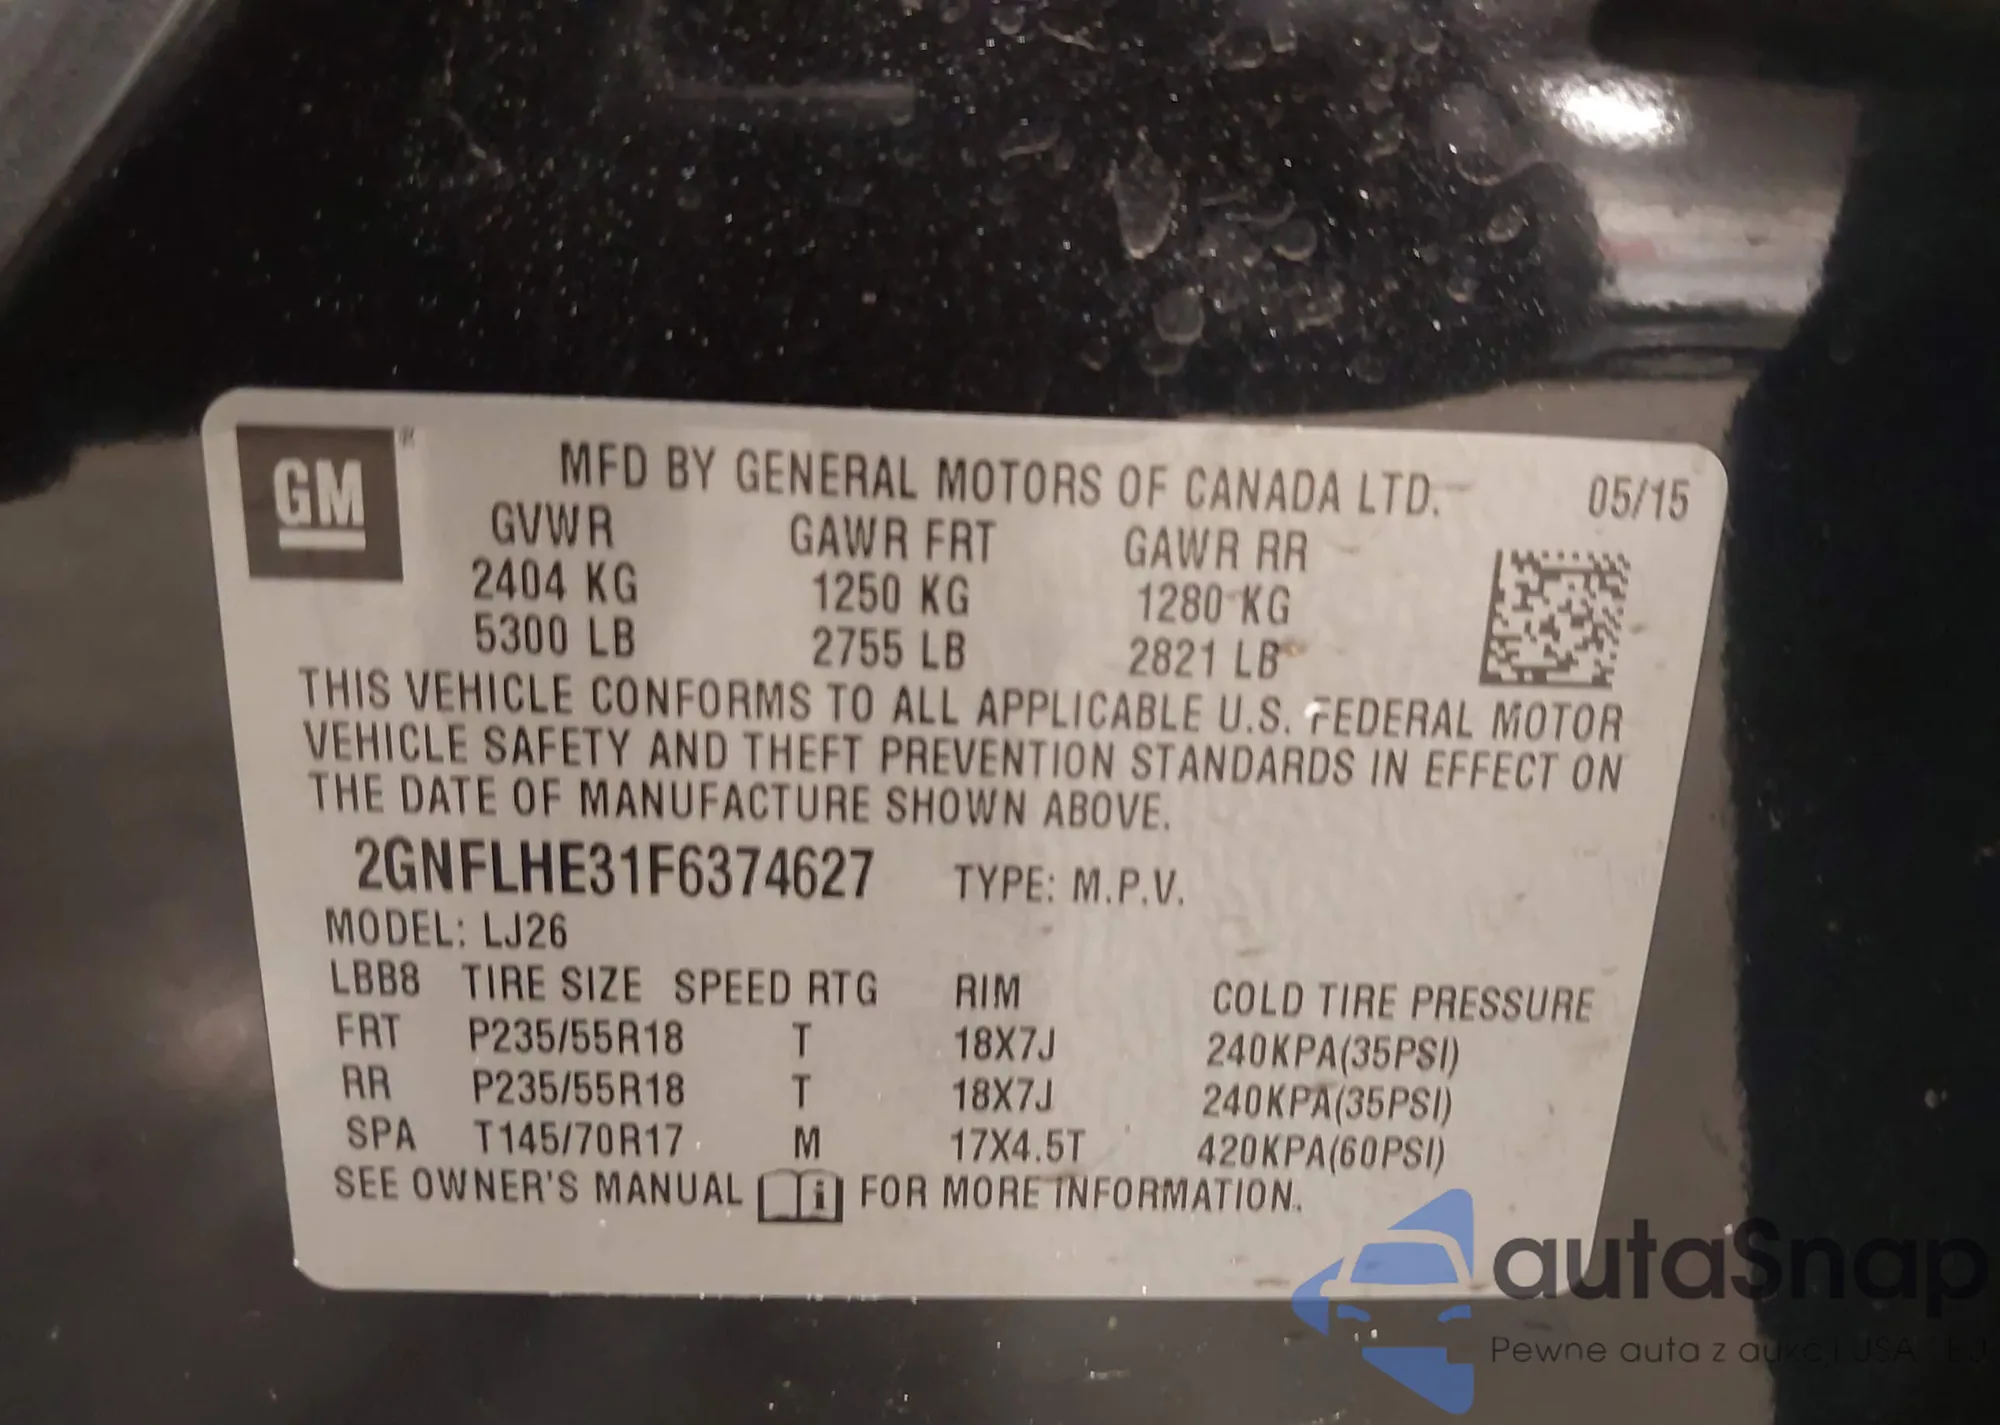 GM®
MFD BY GENERAL MOTORS OF CANADA LTD. 05/15
GVWR GAWR FRT GAWR RR
2404 KG 1250 KG 1280 KG
5300 LB 2755 LB 2821 LB
THIS VEHICLE CONFORMS TO ALL APPLICABLE U.S. FEDERAL MOTOR
VEHICLE SAFETY AND THEFT PREVENTION STANDARDS IN EFFECT ON
THE DATE OF MANUFACTURE SHOWN ABOVE.
2GNFLHE31F6374627 TYPE: M.P.V.
MODEL: LJ26
LBB8 TIRE SIZE SPEED RTG RIM COLD TIRE PRESSURE
FRT P235/55R18 T 18X7J 240KPA(35PSI)
RR P235/55R18 T 18X7J 240KPA(35PSI)
SPA T145/70R17 M 17X4.5T 420KPA(60PSI)
SEE OWNER'S MANUAL i FOR MORE INFORMATION.
autaSnap
Pewne auta z aukcji USA